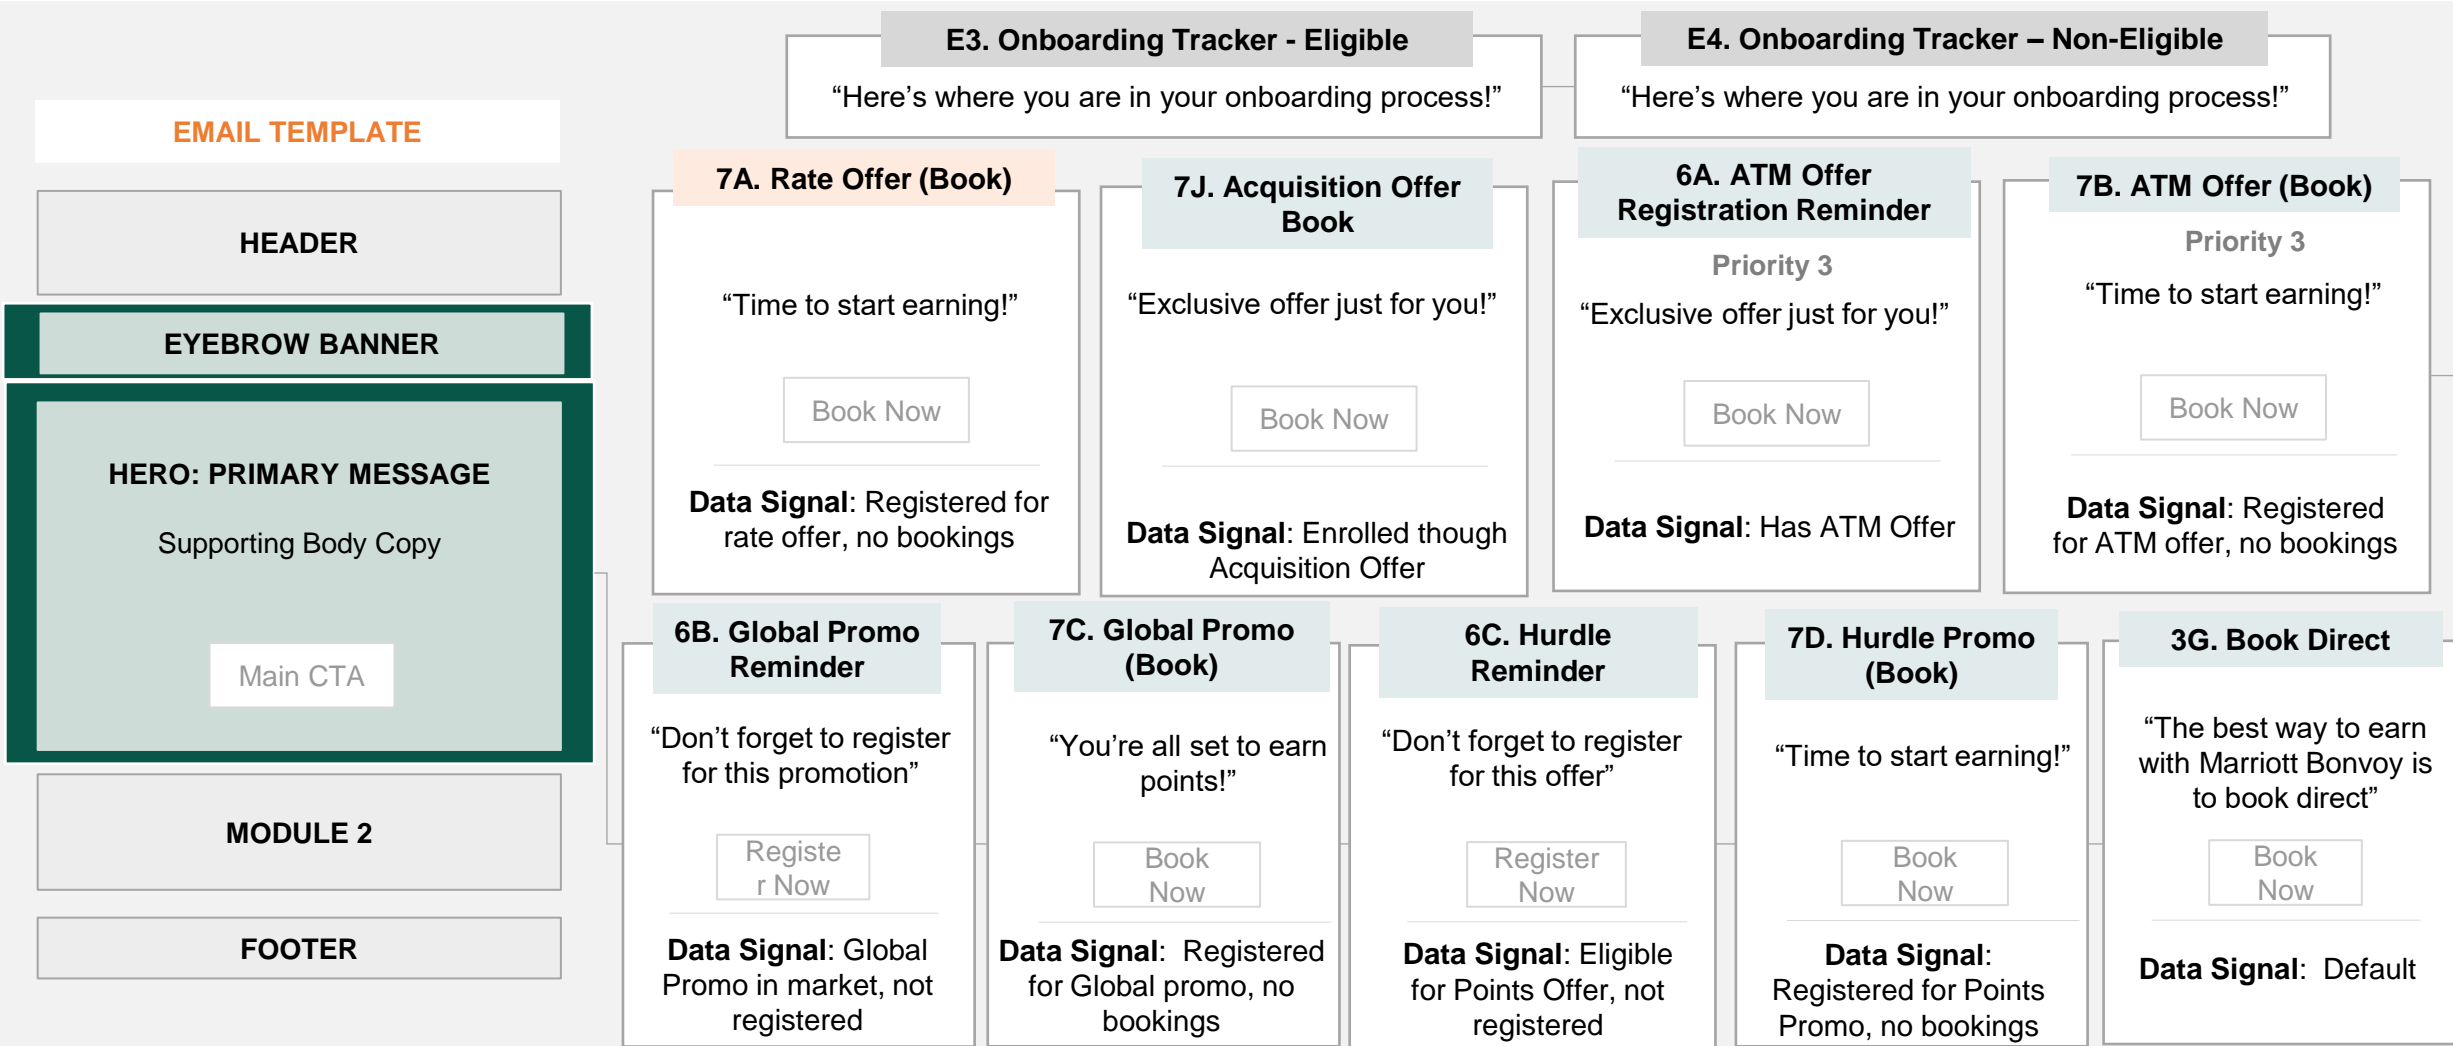 E3. Onboarding Tracker - Eligible
“Here’s where you are in your onboarding process!”
E4. Onboarding Tracker – Non-Eligible
“Here’s where you are in your onboarding process!”
EMAIL TEMPLATE
HEADER
EYEBROW BANNER
HERO: PRIMARY MESSAGE
Supporting Body Copy
Main CTA
MODULE 2
FOOTER
7A. Rate Offer (Book)
“Time to start earning!”
Book Now
Data Signal: Registered for
rate offer, no bookings
7J. Acquisition Offer
Book
“Exclusive offer just for you!”
Book Now
Data Signal: Enrolled though
Acquisition Offer
6A. ATM Offer
Registration Reminder
Priority 3
“Exclusive offer just for you!”
Book Now
Data Signal: Has ATM Offer
7B. ATM Offer (Book)
Priority 3
“Time to start earning!”
Book Now
Data Signal: Registered
for ATM offer, no bookings
6B. Global Promo
Reminder
“Don’t forget to register
for this promotion”
Registe
r Now
Data Signal: Global
Promo in market, not
registered
7C. Global Promo
(Book)
“You’re all set to earn
points!”
Book
Now
Data Signal:  Registered
for Global promo, no
bookings
6C. Hurdle
Reminder
“Don’t forget to register
for this offer”
Register
Now
Data Signal: Eligible
for Points Offer, not
registered
7D. Hurdle Promo
(Book)
“Time to start earning!”
Book
Now
Data Signal:
Registered for Points
Promo, no bookings
3G. Book Direct
“The best way to earn
with Marriott Bonvoy is
to book direct”
Book
Now
Data Signal:  Default